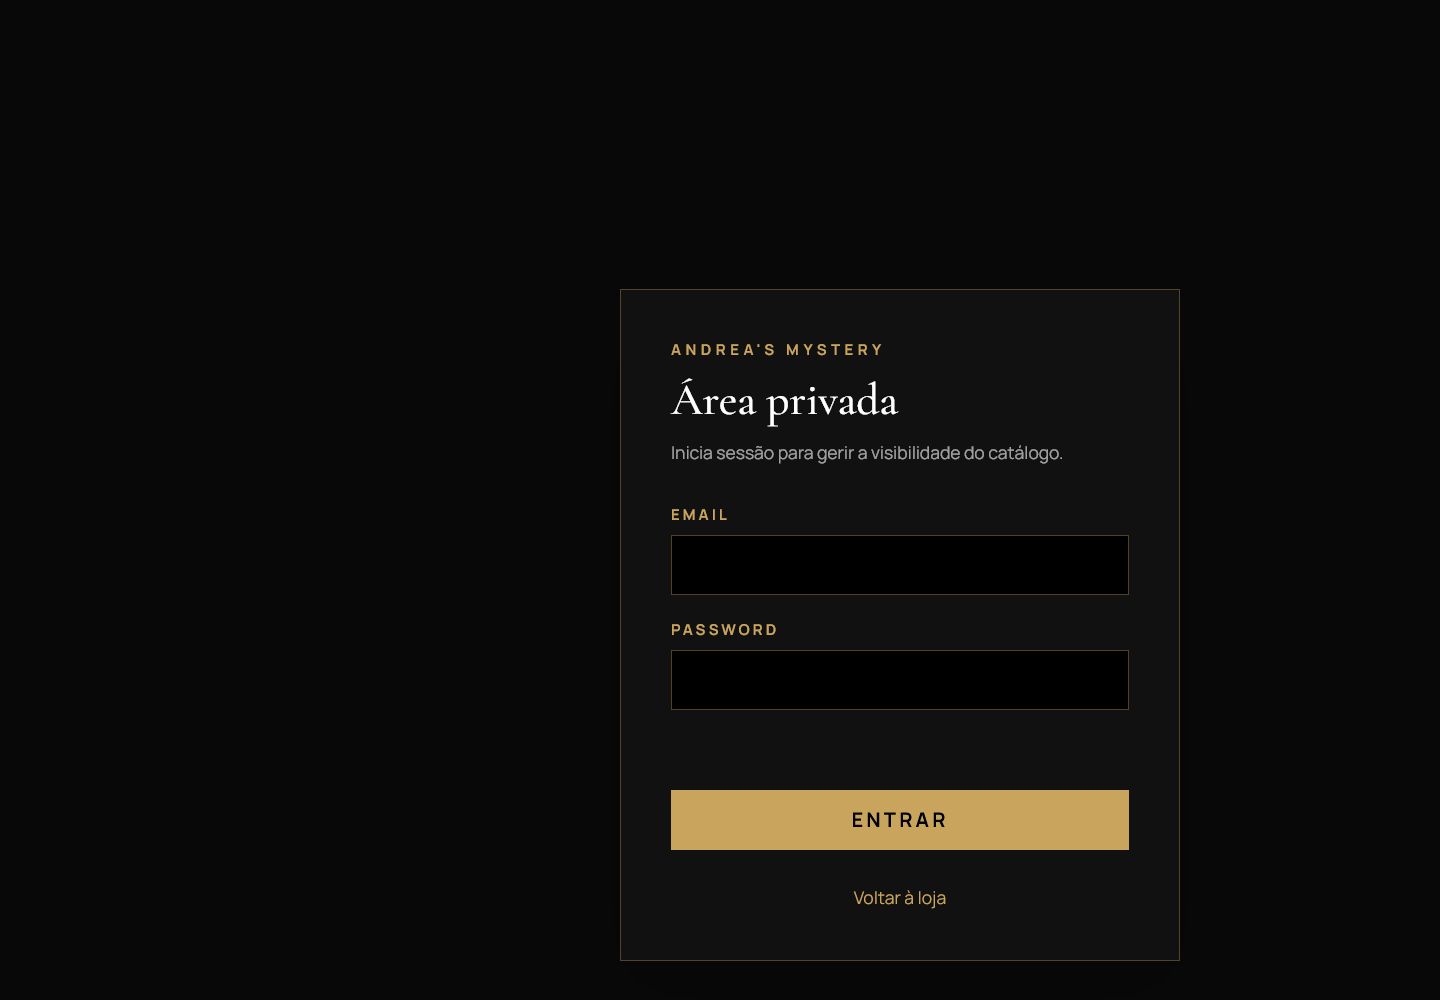 ANDREA'S MYSTERY
Área privada
Inicia sessão para gerir a visibilidade do catálogo.
EMAIL
PASSWORD
ENTRAR
Voltar à loja